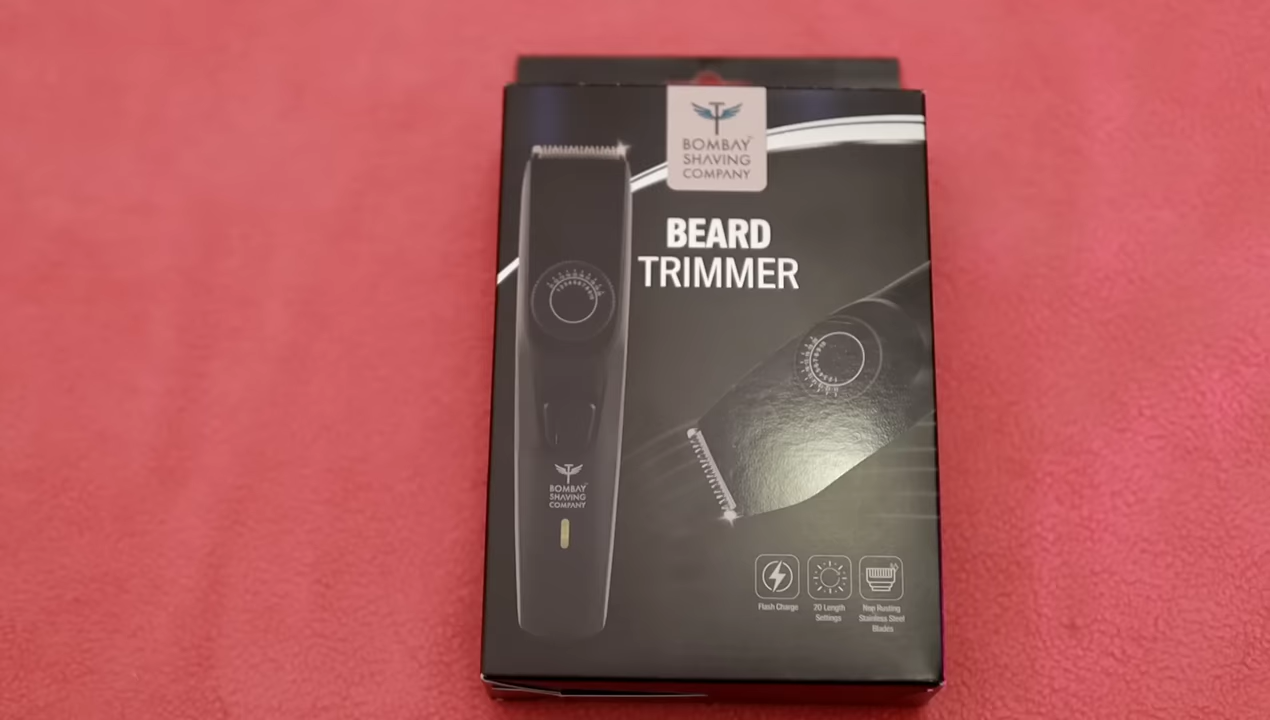 BOMBAY
SHAVING
COMPANY
BEARD
TRIMMER
BOMBAY
SHAVING
COMPANY
Flash Charge
20 Length
Settings
Non Rusting
Stainless Steel
Blades